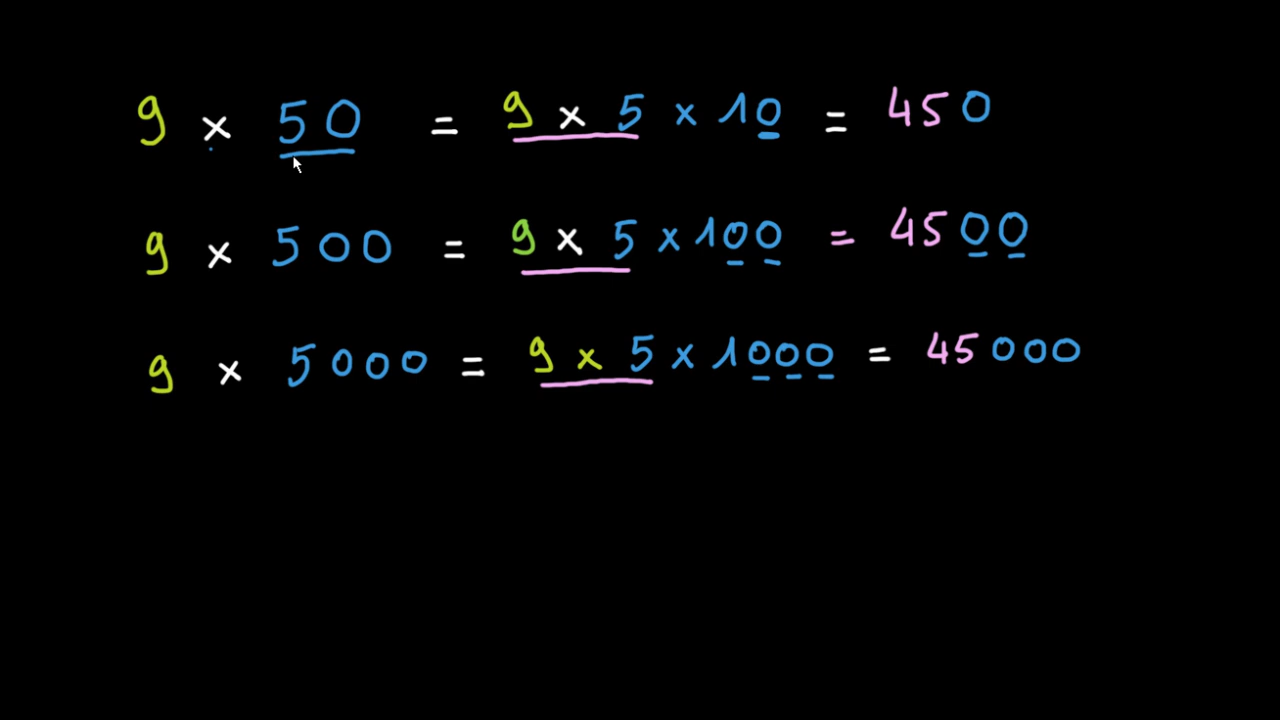 9 × 50 = 9 × 5 × 10 = 450
9 × 500 = 9 × 5 × 100 = 4500
9 × 5000 = 9 × 5 × 1000 = 45000